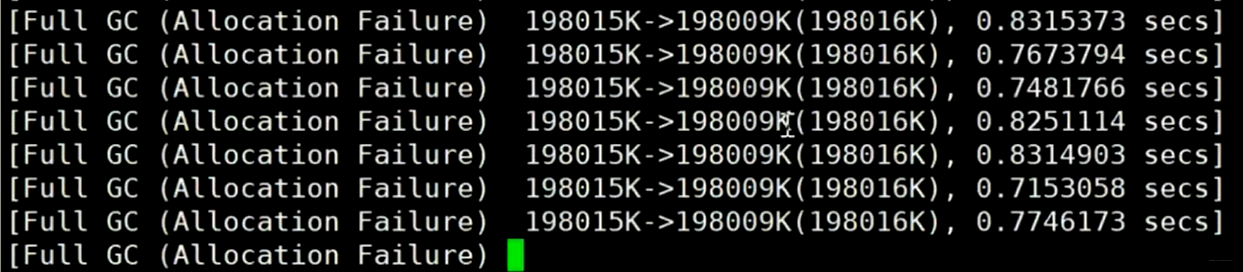 [Full GC (Allocation Failure)  198015K->198009K(198016K), 0.8315373 secs]
[Full GC (Allocation Failure)  198015K->198009K(198016K), 0.7673794 secs]
[Full GC (Allocation Failure)  198015K->198009K(198016K), 0.7481766 secs]
[Full GC (Allocation Failure)  198015K->198009K(198016K), 0.8251114 secs]
[Full GC (Allocation Failure)  198015K->198009K(198016K), 0.8314903 secs]
[Full GC (Allocation Failure)  198015K->198009K(198016K), 0.7153058 secs]
[Full GC (Allocation Failure)  198015K->198009K(198016K), 0.7746173 secs]
[Full GC (Allocation Failure)